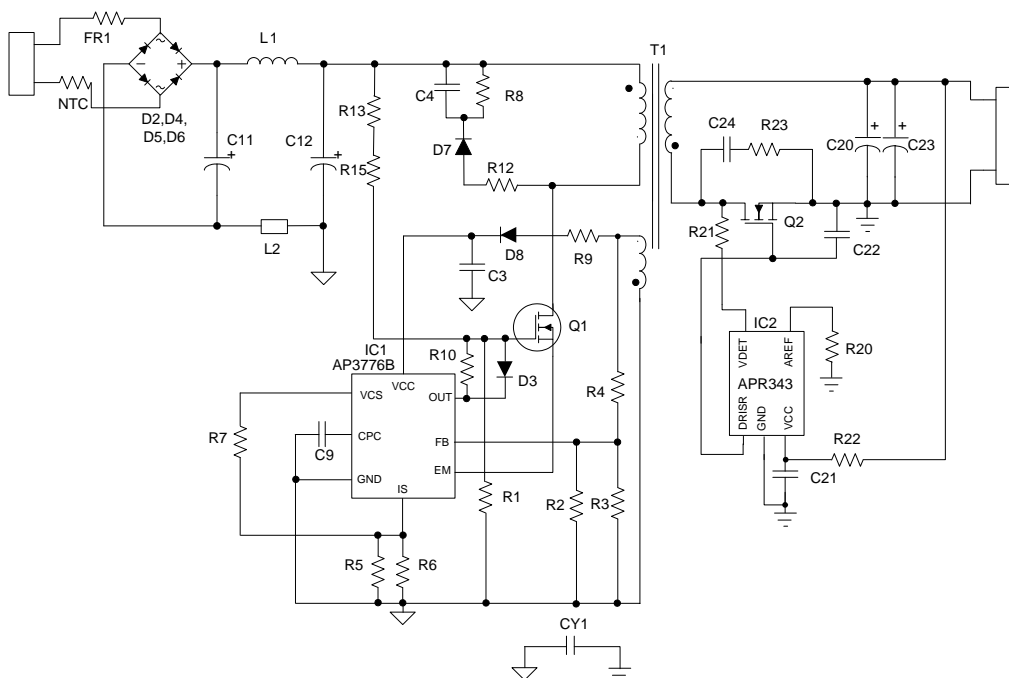 FR1
NTC
D2,D4,
D5,D6
L1
C11
C12
L2
R13
R15
C4
R8
D7
R12
T1
C24
R23
C20
C23
R21
Q2
C22
D8
R9
C3
Q1
IC1
AP3776B
R10
D3
VCS
VCC
OUT
CPC
FB
GND
EM
IS
R7
C9
R4
R1
R2
R3
R5
R6
IC2
VDET
AREF
APR343
DRISR
GND
VCC
R20
R22
C21
CY1